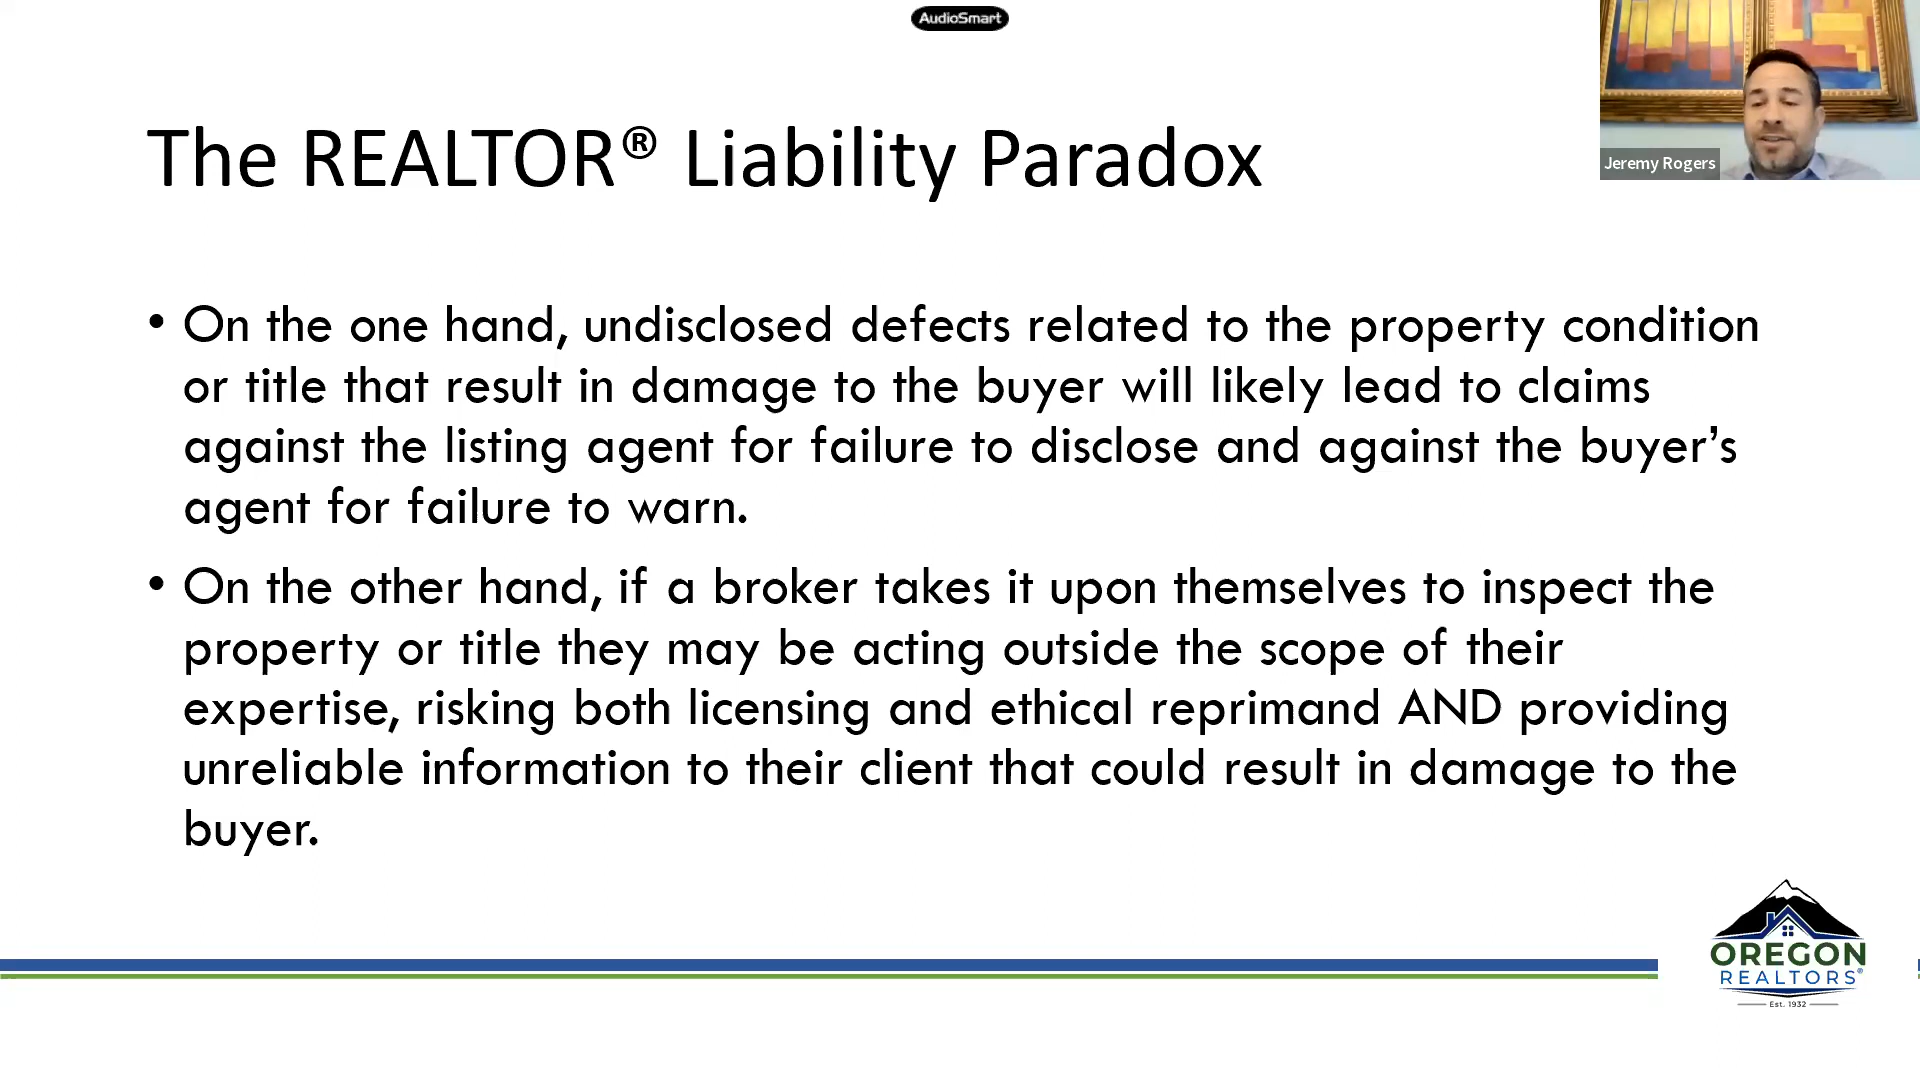 AudioSmart
Jeremy Rogers
The REALTOR® Liability Paradox
• On the one hand, undisclosed defects related to the property condition
or title that result in damage to the buyer will likely lead to claims
against the listing agent for failure to disclose and against the buyer’s
agent for failure to warn.
• On the other hand, if a broker takes it upon themselves to inspect the
property or title they may be acting outside the scope of their
expertise, risking both licensing and ethical reprimand AND providing
unreliable information to their client that could result in damage to the
buyer.
OREGON
REALTORS®
Est. 1932